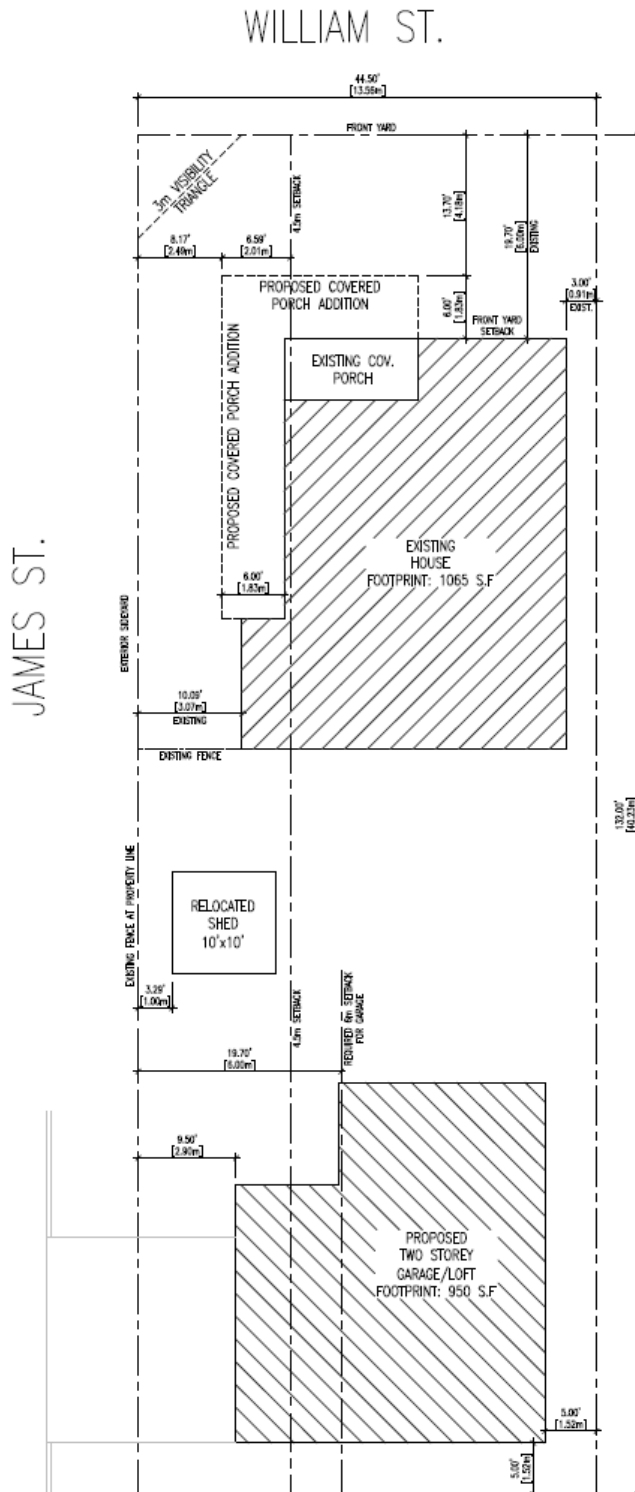 WILLIAM ST.
44.50'
[13.56m]
FRONT YARD
3m VISIBILITY
TRIANGLE
4.5m SETBACK
13.70'
[4.18m]
19.70'
[6.00m]
EXISTING
8.17'
[2.49m]
6.59'
[2.01m]
3.00'
[0.91m]
EXIST.
PROPOSED COVERED
PORCH ADDITION
6.00'
[1.83m]
FRONT YARD
SETBACK
EXISTING COV.
PORCH
PROPOSED COVERED PORCH ADDITION
JAMES ST.
EXISTING
HOUSE
FOOTPRINT: 1065 S.F
6.00'
[1.83m]
EXTERIOR SIDEYARD
10.09'
[3.07m]
EXISTING
EXISTING FENCE
132.00'
[40.23m]
EXISTING FENCE AT PROPERTY LINE
RELOCATED
SHED
10'x10'
3.29'
[1.00m]
4.5m SETBACK
REQUIRED 6m SETBACK
FOR GARAGE
19.70'
[6.00m]
9.50'
[2.90m]
PROPOSED
TWO STOREY
GARAGE/LOFT
FOOTPRINT: 950 S.F
5.00'
[1.52m]
5.00'
[1.52m]